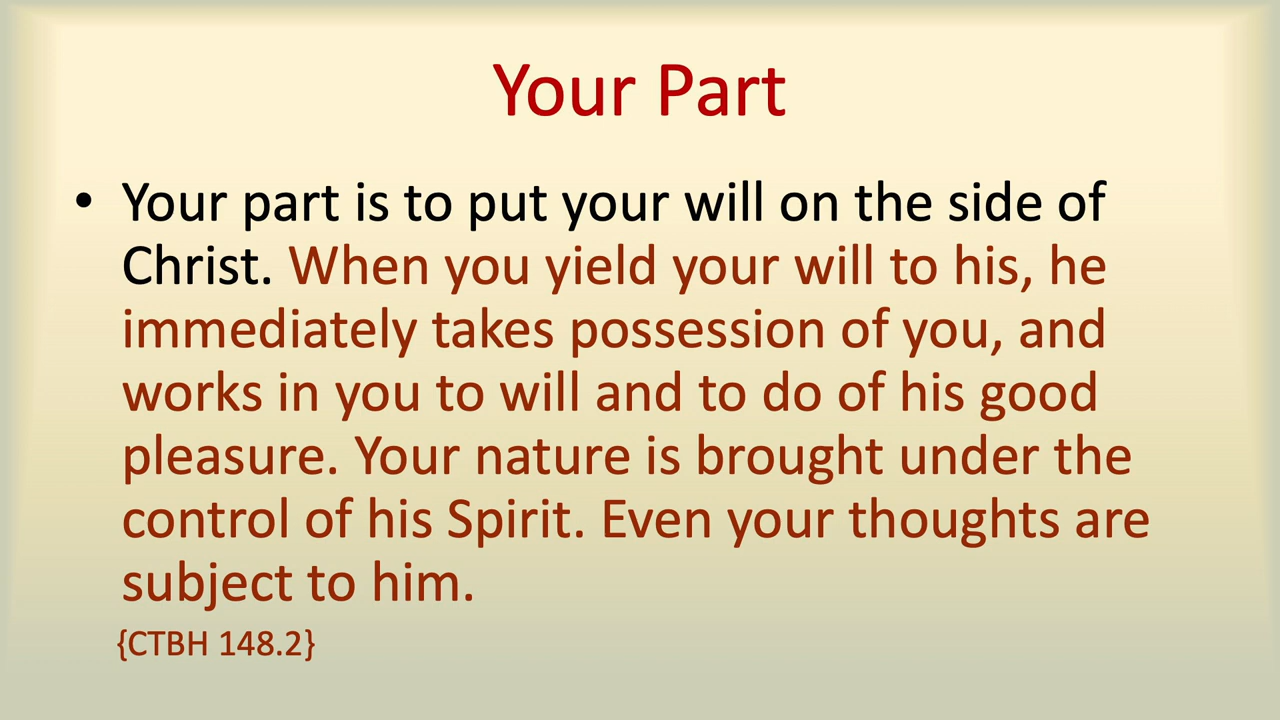 Your Part
• Your part is to put your will on the side of
Christ. When you yield your will to his, he
immediately takes possession of you, and
works in you to will and to do of his good
pleasure. Your nature is brought under the
control of his Spirit. Even your thoughts are
subject to him.
{CTBH 148.2}